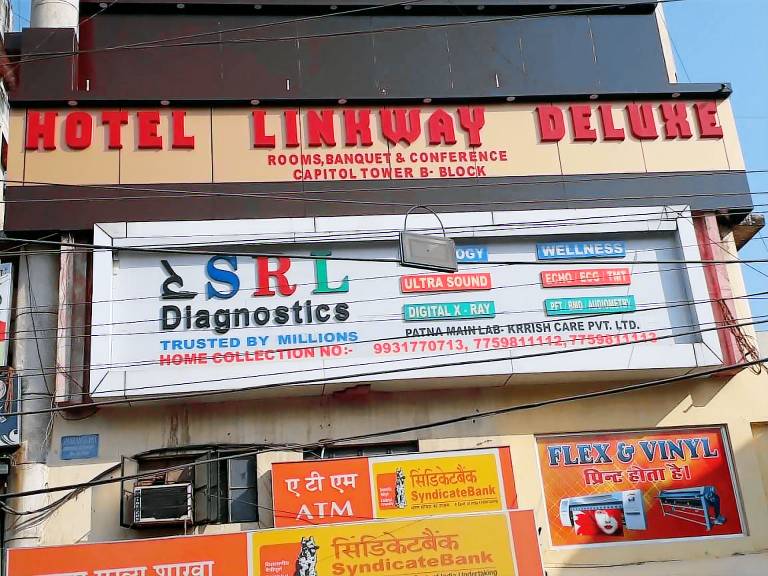 HOTEL LINKWAY DELUXE
ROOMS,BANQUET & CONFERENCE
CAPITOL TOWER B- BLOCK
SRL
Diagnostics
TRUSTED BY MILLIONS
HOME COLLECTION NO:-
WELLNESS
ULTRA SOUND
ECHO / ECG / TMT
DIGITAL X - RAY
PFT / BMD / AUDIOMETRY
PATNA MAIN LAB- KRRISH CARE PVT. LTD.
9931770713, 7759811112, 7759811113
FLEX & VINYL
प्रिन्ट होता है।
ए टी एम
ATM
सिंडिकेटबैंक
SyndicateBank
सिंडिकेटबैंक
SyndicateBank
शाखा